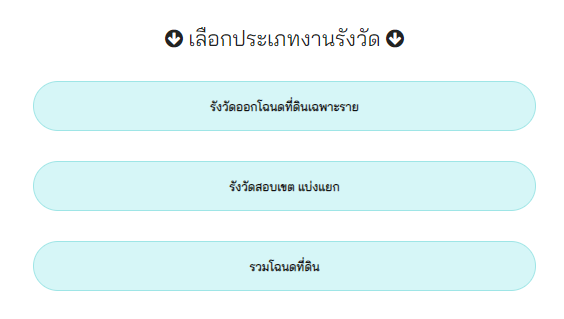 เลือกประเภทงานรังวัด
รังวัดออกโฉนดที่ดินเฉพาะราย
รังวัดสอบเขต แบ่งแยก
รวมโฉนดที่ดิน